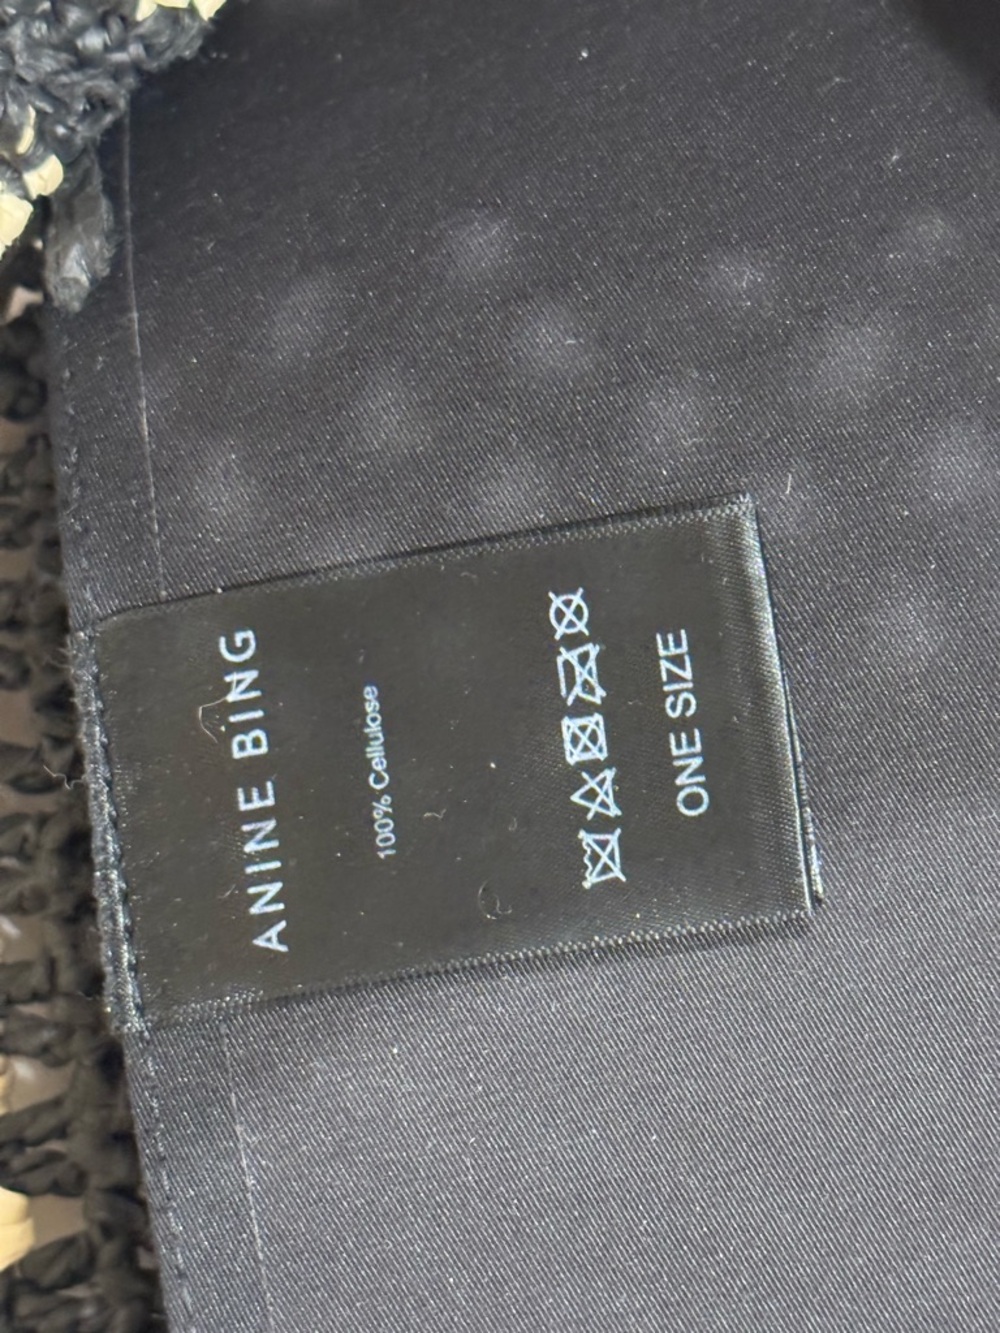 ANINE BING
100% Cellulose
ONE SIZE